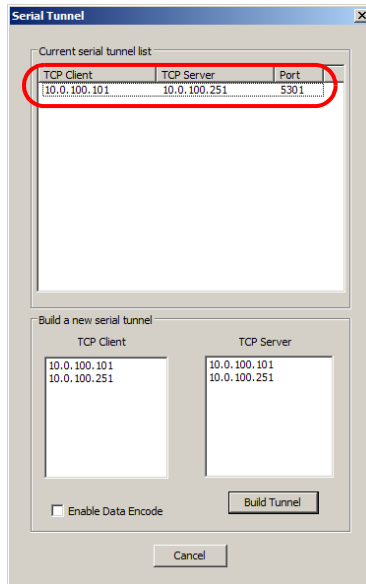 Serial Tunnel
Current serial tunnel list
TCP Client TCP Server Port
10.0.100.101 10.0.100.251 5301
Build a new serial tunnel
TCP Client TCP Server
10.0.100.101 10.0.100.101
10.0.100.251 10.0.100.251
Enable Data Encode Build Tunnel
Cancel